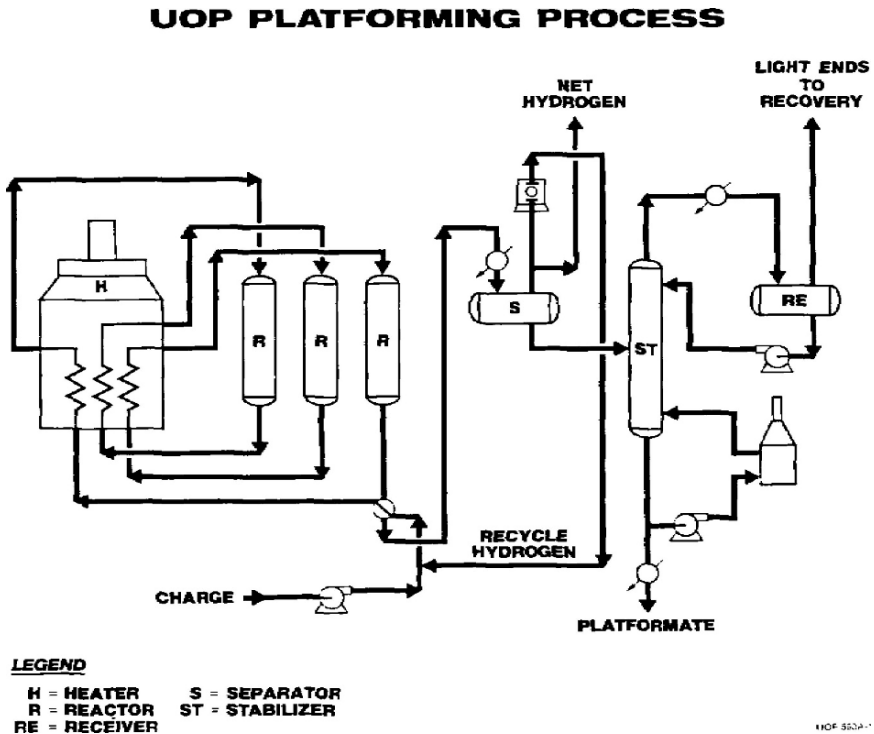 UOP PLATFORMING PROCESS
NET
HYDROGEN
LIGHT ENDS
TO
RECOVERY
H
R
R
R
S
ST
RE
RECYCLE
HYDROGEN
CHARGE
PLATFORMATE
LEGEND
H = HEATER S = SEPARATOR
R = REACTOR ST = STABILIZER
RE = RECEIVER
UOP